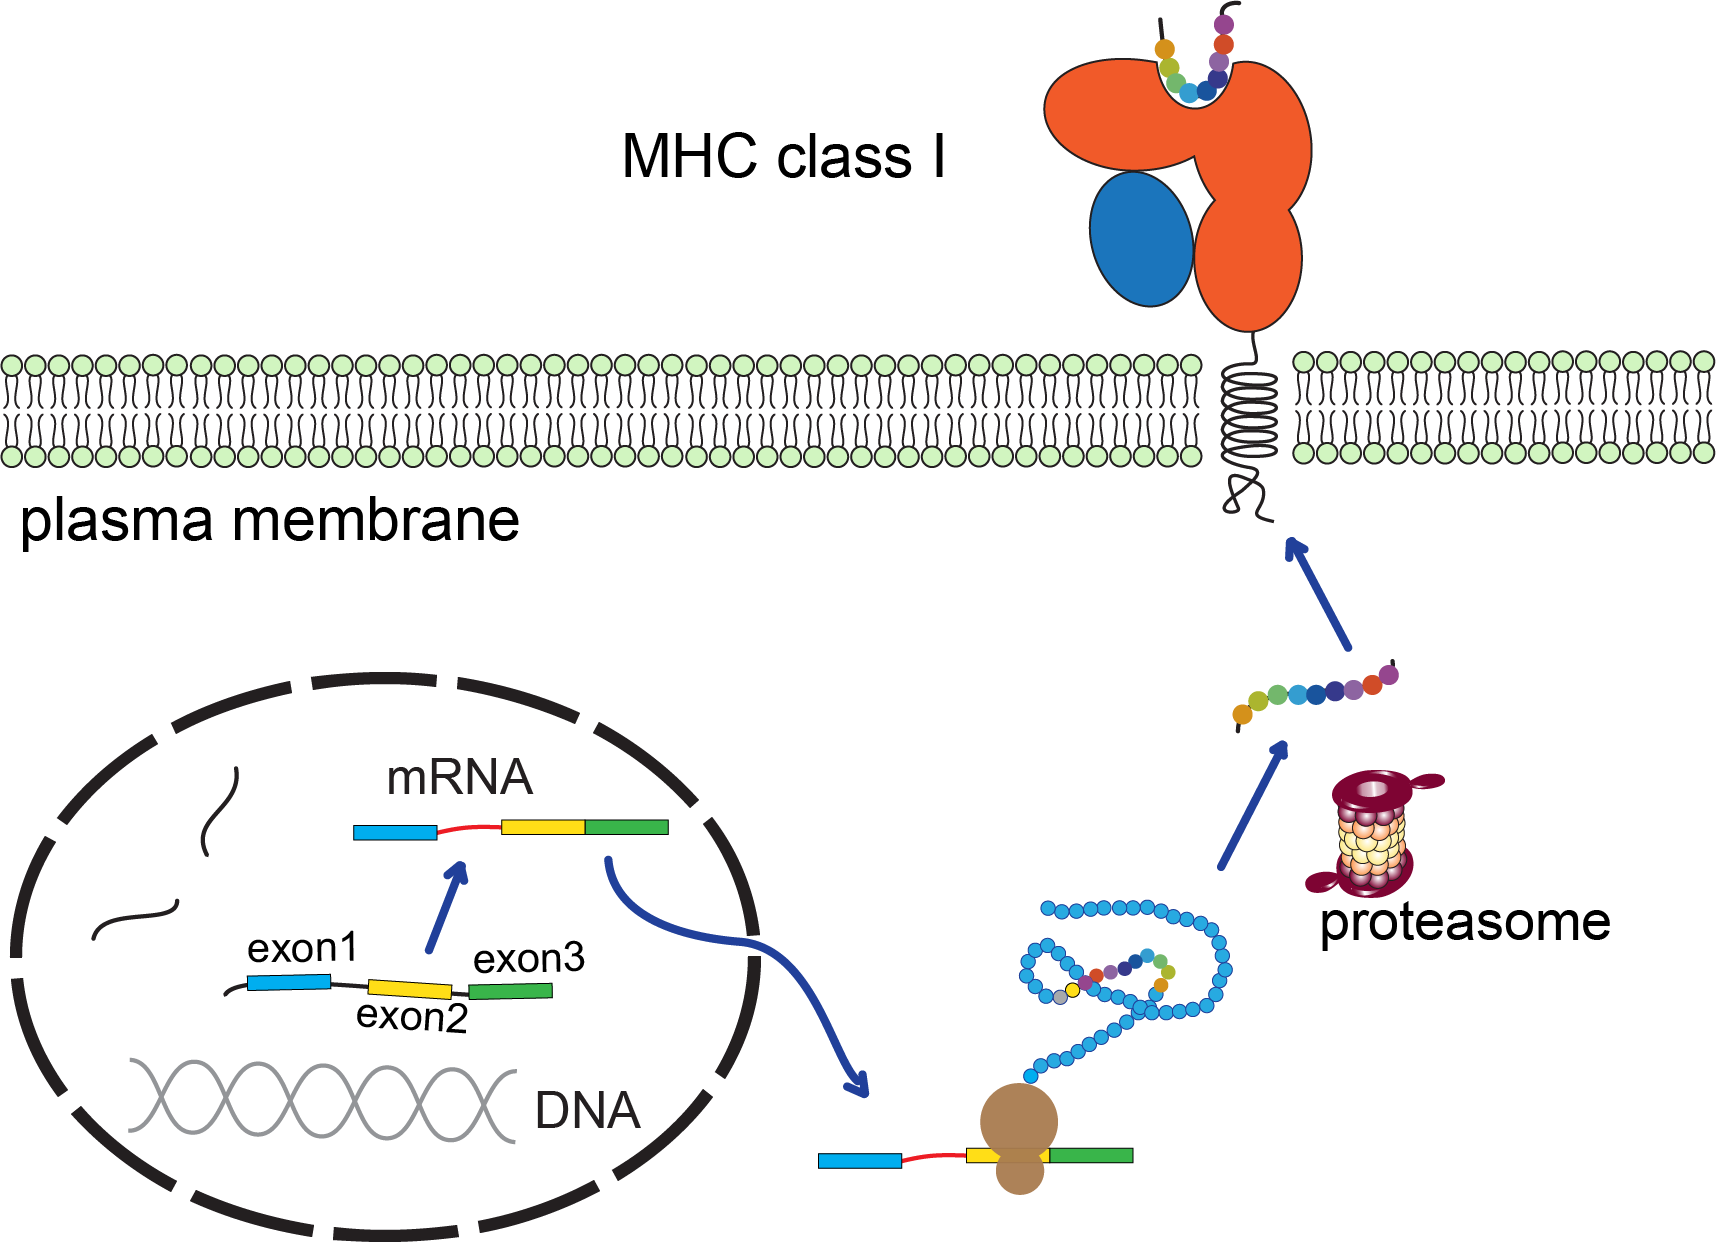 MHC class I
plasma membrane
mRNA
exon1
exon2
exon3
DNA
proteasome